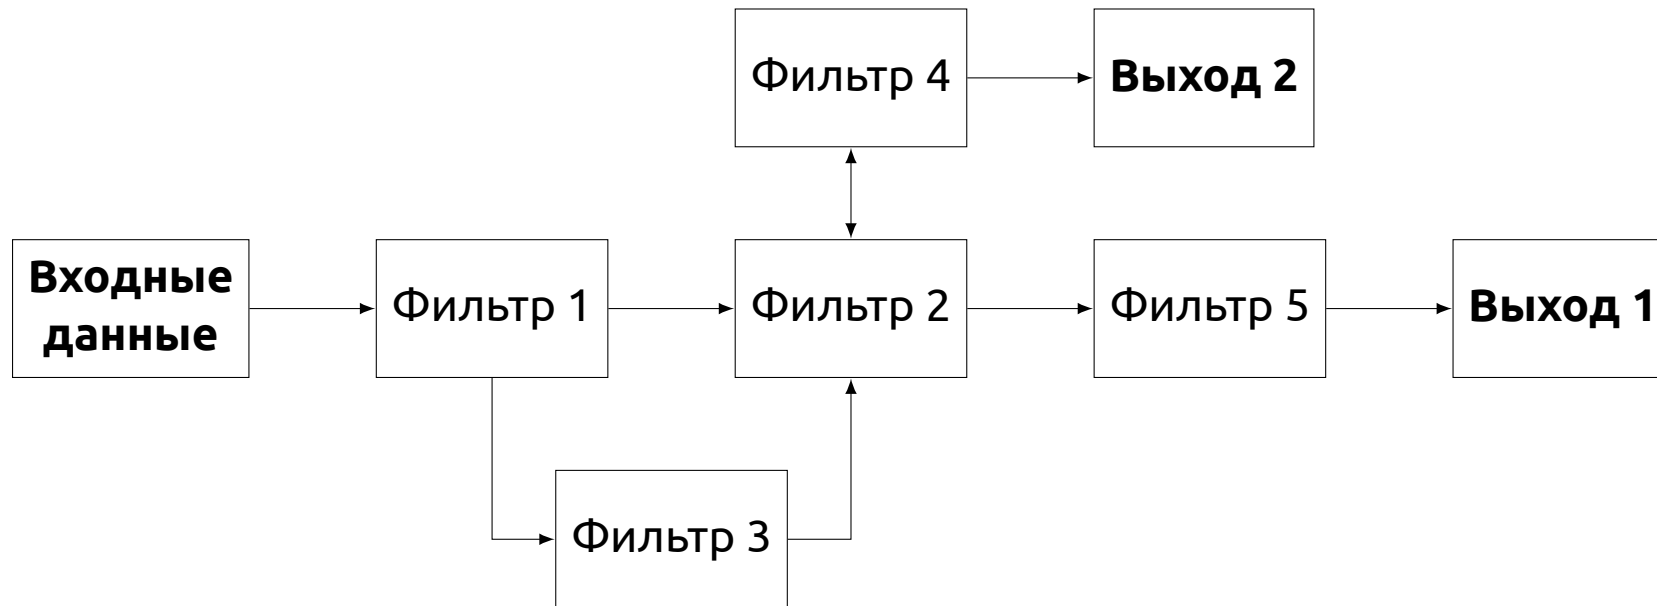 Фильтр 4
Выход 2
Входные
данные
Фильтр 1
Фильтр 2
Фильтр 5
Выход 1
Фильтр 3